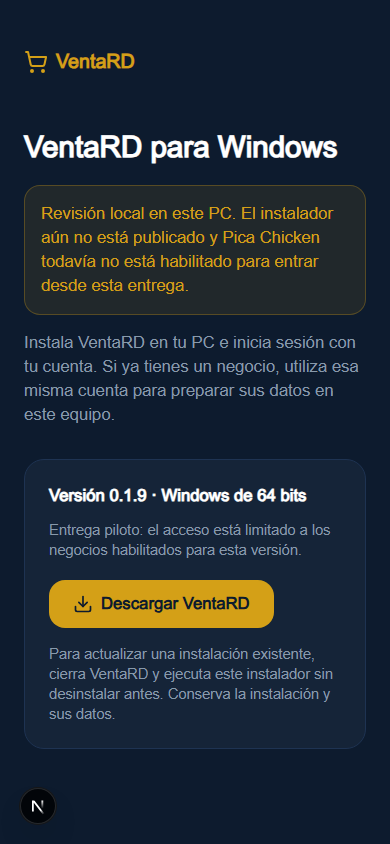 VentaRD
VentaRD para Windows
Revisión local en este PC. El instalador
aún no está publicado y Pica Chicken
todavía no está habilitado para entrar
desde esta entrega.
Instala VentaRD en tu PC e inicia sesión con
tu cuenta. Si ya tienes un negocio, utiliza esa
misma cuenta para preparar sus datos en
este equipo.
Versión 0.1.9 · Windows de 64 bits
Entrega piloto: el acceso está limitado a los
negocios habilitados para esta versión.
Descargar VentaRD
Para actualizar una instalación existente,
cierra VentaRD y ejecuta este instalador sin
desinstalar antes. Conserva la instalación y
sus datos.
N